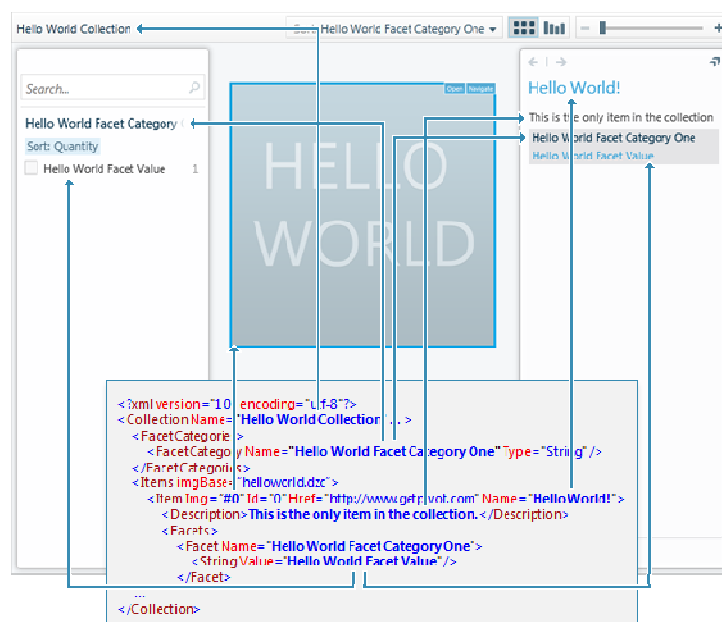 Hello World Collection
Sort: Hello World Facet Category One
Search...
Hello World Facet Category
Sort: Quantity
Hello World Facet Value 1
Open Navigate
HELLO
WORLD
Hello World!
This is the only item in the collection
Hello World Facet Category One
Hello World Facet Value
<?xml version="1.0" encoding="utf-8"?>
<Collection Name="Hello World Collection" ... >
<FacetCategories>
<FacetCategory Name="Hello World Facet Category One" Type="String"/>
</FacetCategories>
<Items imgBase="helloworld.dzc">
<Item Img="#0" Id="0" Href="http://www.getpivot.com" Name="Hello World!">
<Description>This is the only item in the collection.</Description>
<Facets>
<Facet Name="Hello World Facet Category One">
<String Value="Hello World Facet Value"/>
</Facet>
...
</Collection>